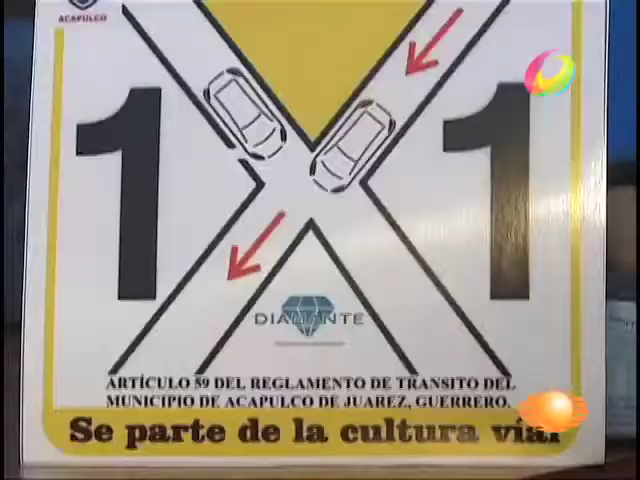 ACAPULCO
1 X 1
DIAMANTE
ARTÍCULO 59 DEL REGLAMENTO DE TRANSITO DEL
MUNICIPIO DE ACAPULCO DE JUAREZ, GUERRERO.
Se parte de la cultura vial